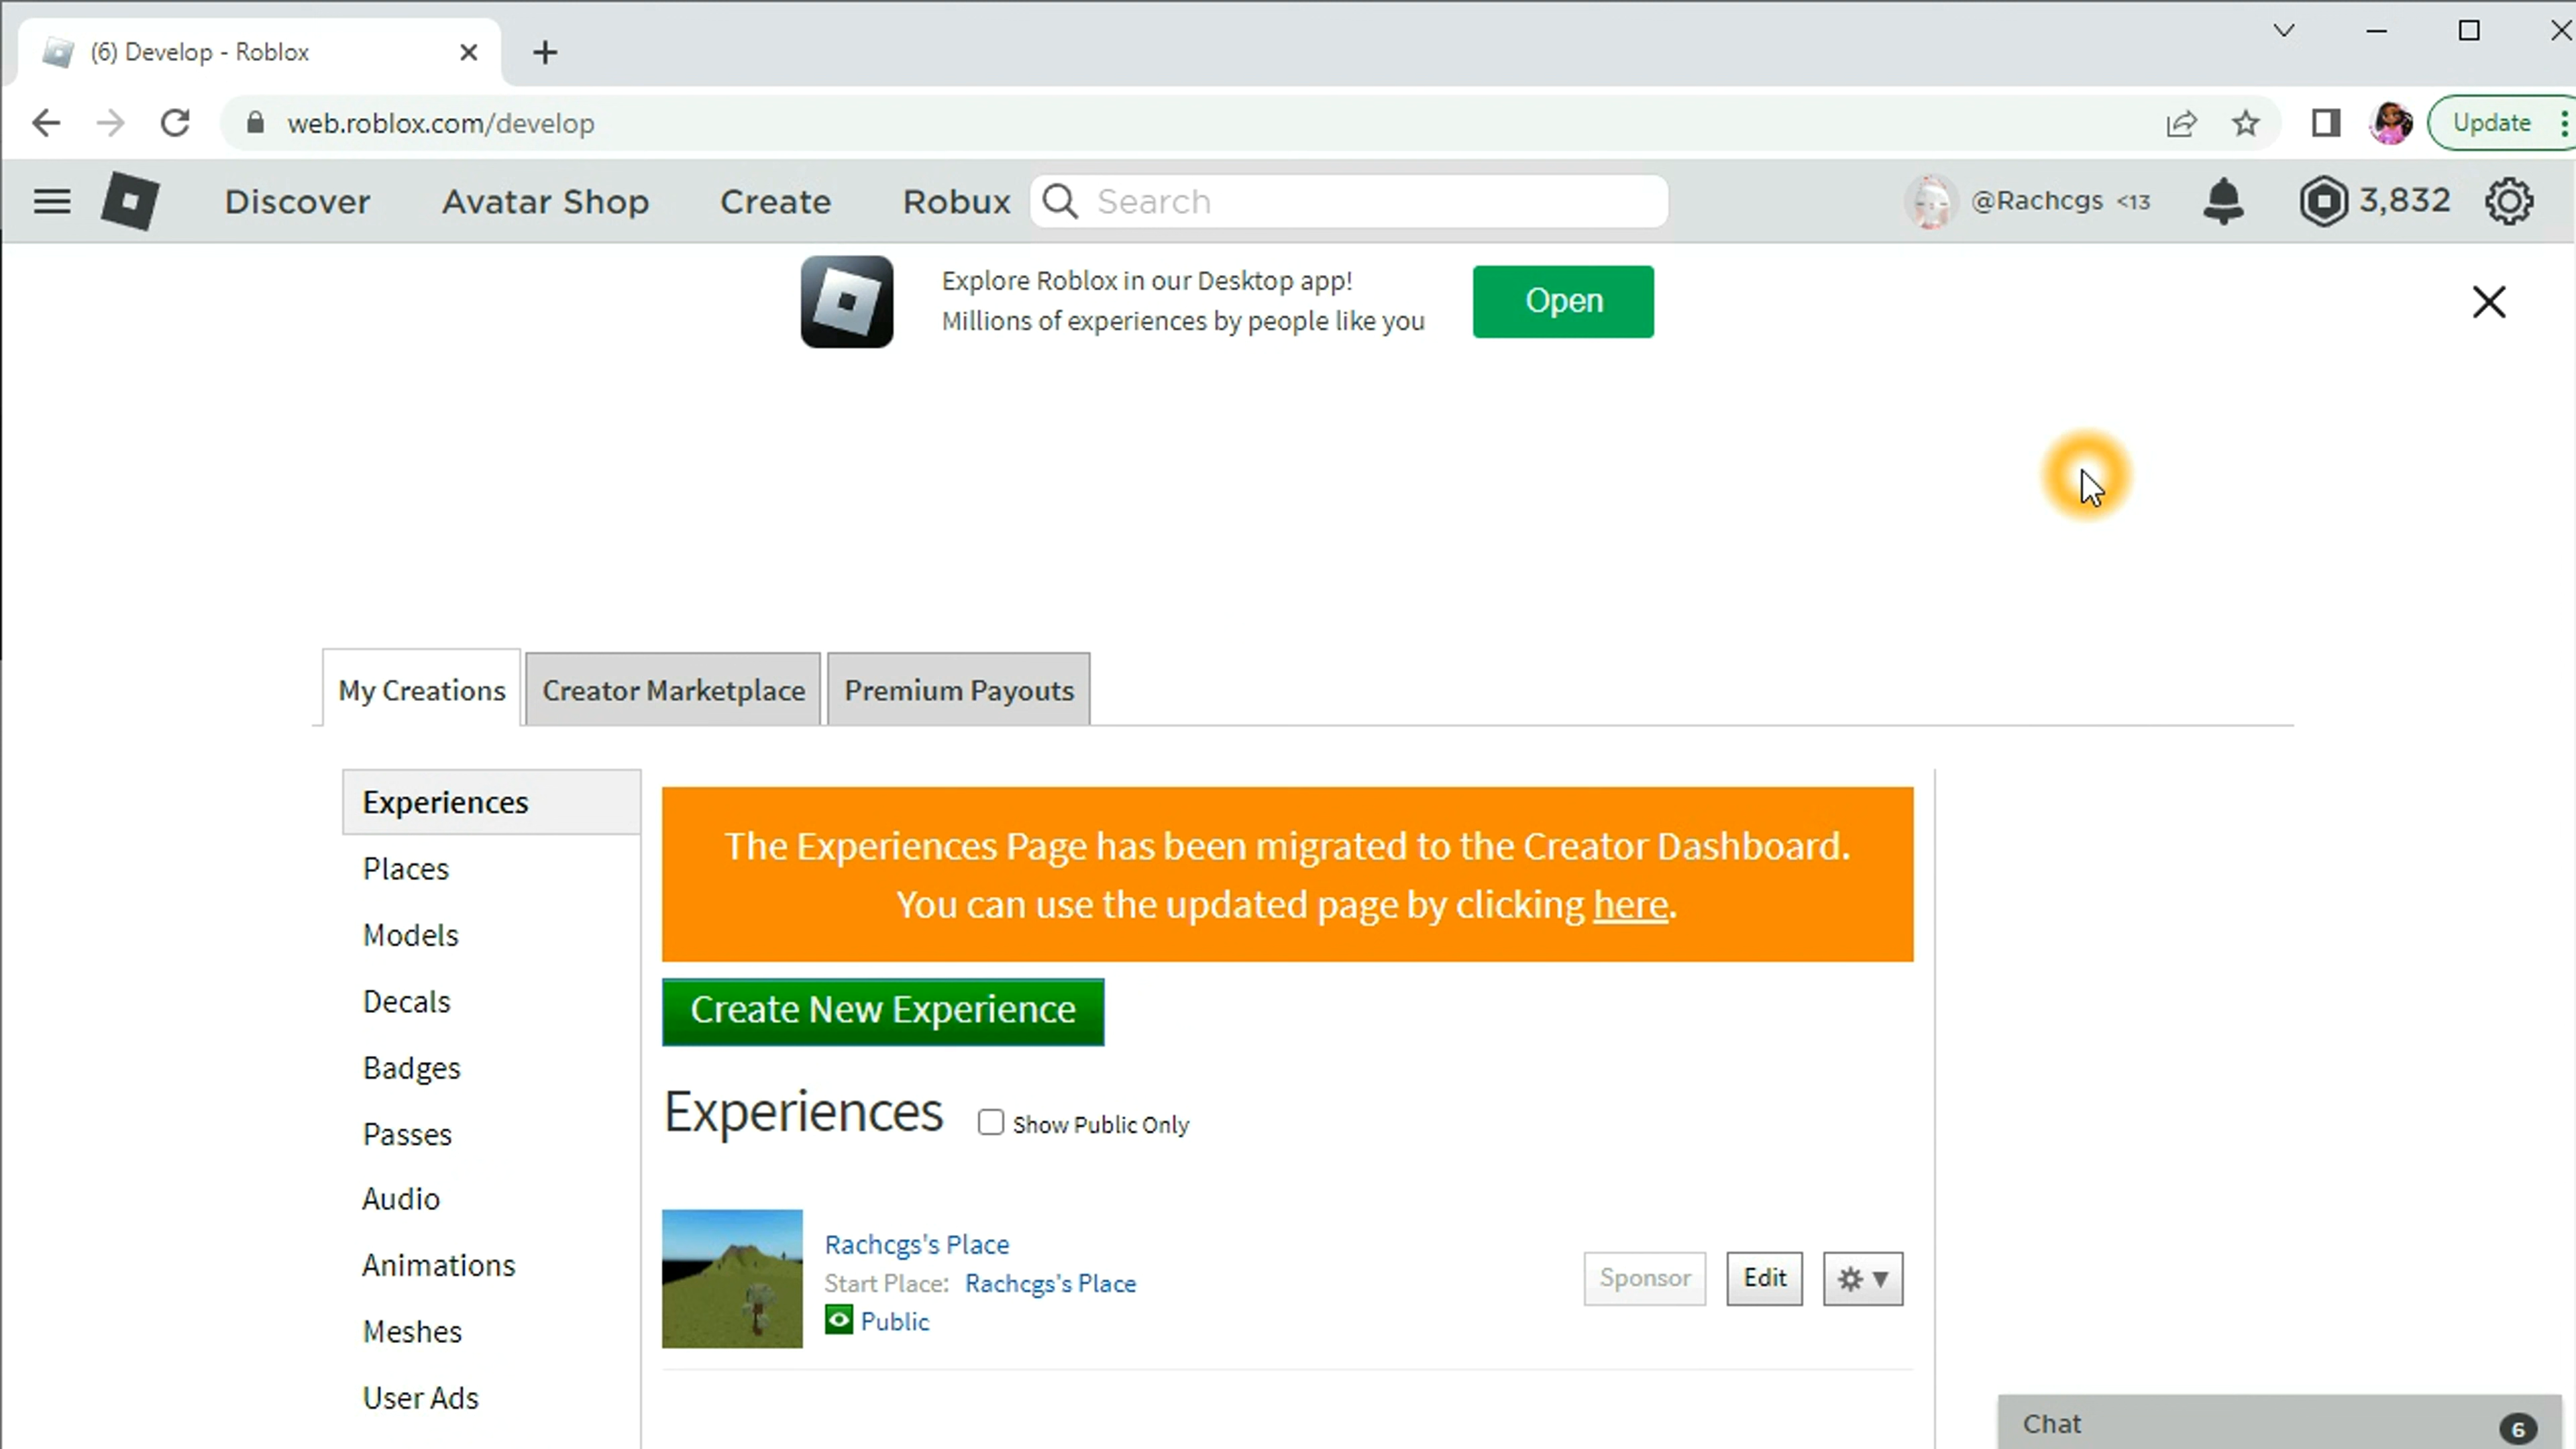 (6) Develop - Roblox
web.roblox.com/develop
Update
Discover Avatar Shop Create Robux Search @Rachcgs <13 3,832
Explore Roblox in our Desktop app!
Millions of experiences by people like you
Open
My Creations Creator Marketplace Premium Payouts
Experiences
Places
Models
Decals
Badges
Passes
Audio
Animations
Meshes
User Ads
The Experiences Page has been migrated to the Creator Dashboard.
You can use the updated page by clicking here.
Create New Experience
Experiences Show Public Only
Rachcgs's Place
Start Place: Rachcgs's Place
Public
Sponsor Edit
Chat 6